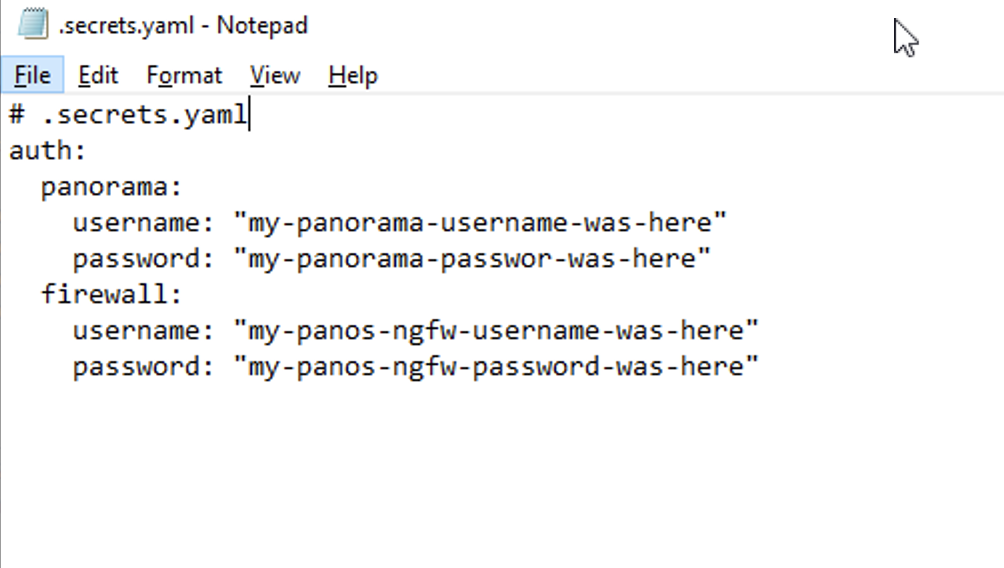 .secrets.yaml - Notepad
File Edit Format View Help
# .secrets.yaml
auth:
  panorama:
    username: "my-panorama-username-was-here"
    password: "my-panorama-passwor-was-here"
  firewall:
    username: "my-panos-ngfw-username-was-here"
    password: "my-panos-ngfw-password-was-here"